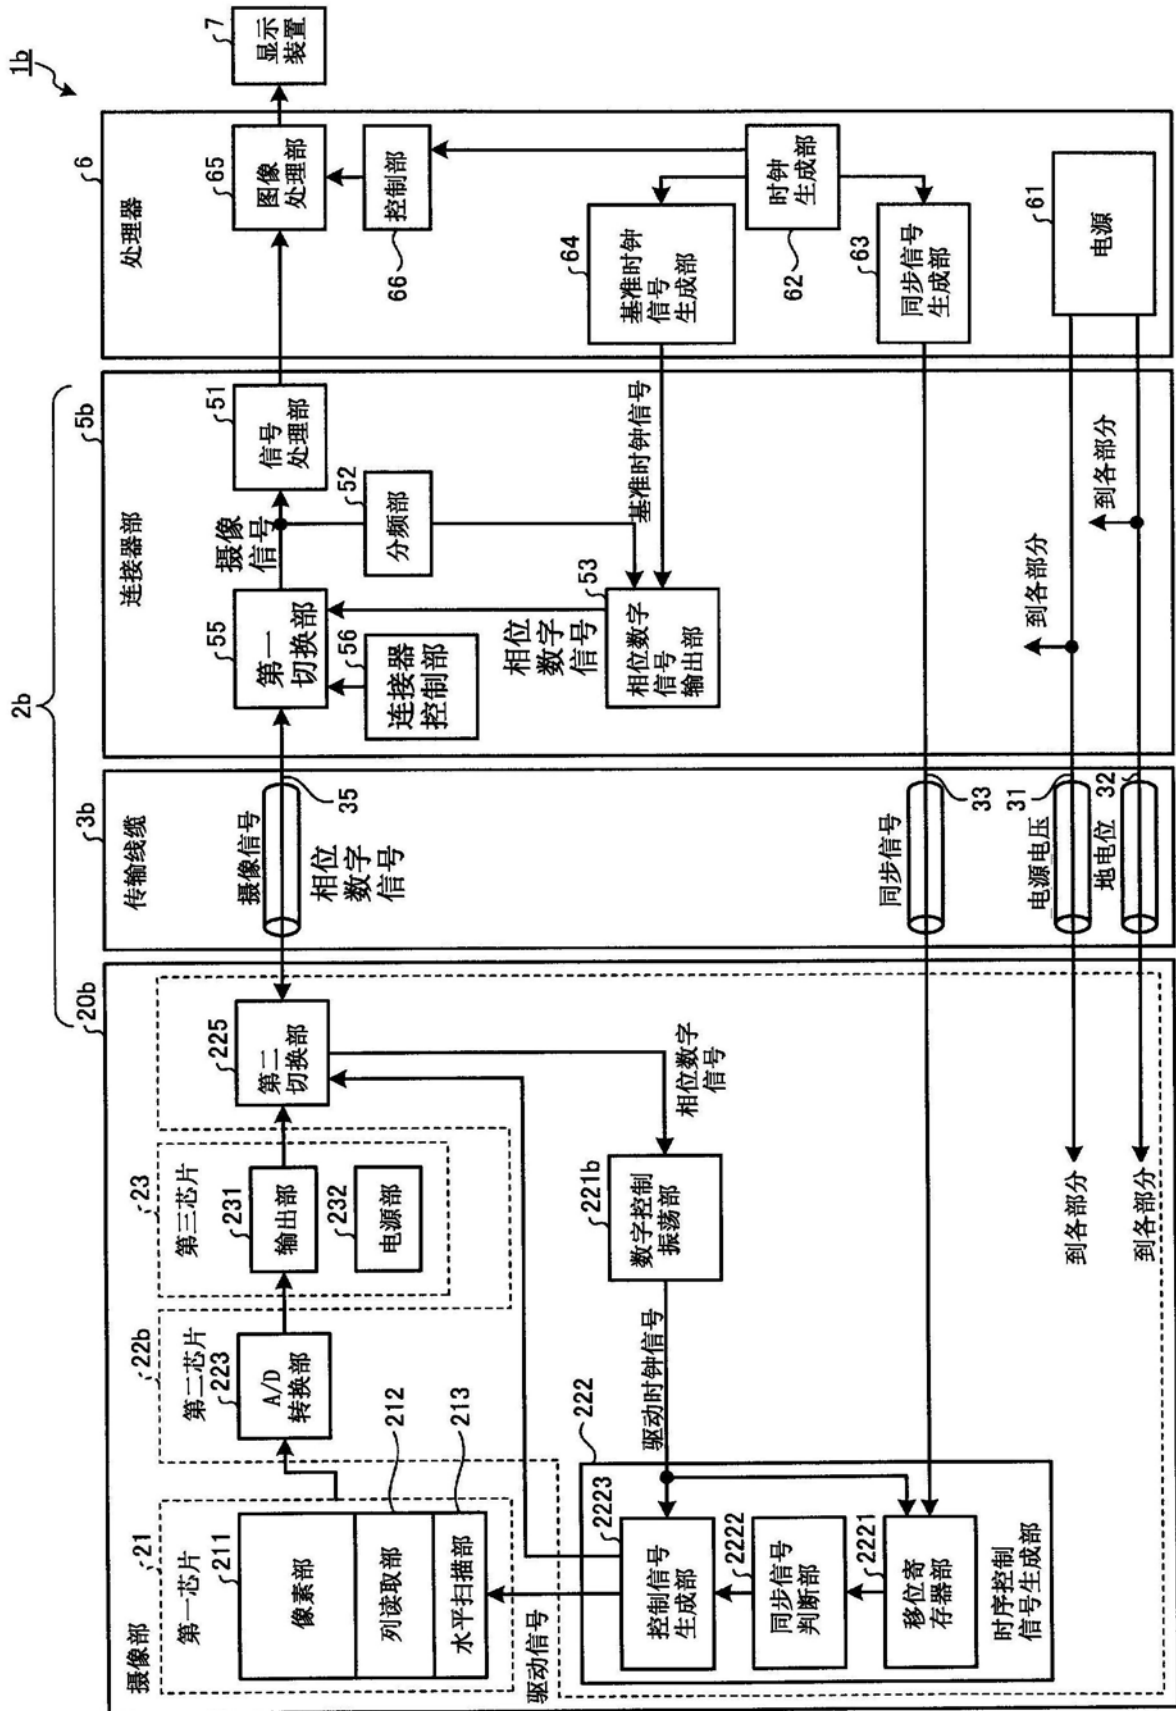 1b
2b
摄像部
20b
21
第一芯片
211
像素部
列读取部
212
水平扫描部
213
驱动信号
22b
第二芯片
223
A/D
转换部
23
第三芯片
231
输出部
232
电源部
225
第二
切换部
相位数字
信号
221b
数字控制
振荡部
驱动时钟信号
222
2223
控制信号
生成部
2222
同步信号
判断部
2221
移位寄
存器部
时序控制
信号生成部
到各部分
到各部分
3b
传输线缆
摄像信号
35
相位
数字
信号
同步信号
33
电源电压
31
地电位
32
5b
连接器部
55
第一
切换部
56
连接器
控制部
摄像
信号
51
信号
处理部
52
分频部
相位
数字
信号
53
相位数字
信号
输出部
基准时钟信号
到各部分
到各部分
6
处理器
65
图像
处理部
控制部
66
64
基准时钟
信号
生成部
时钟
生成部
62
63
同步信号
生成部
61
电源
7
显示
装置